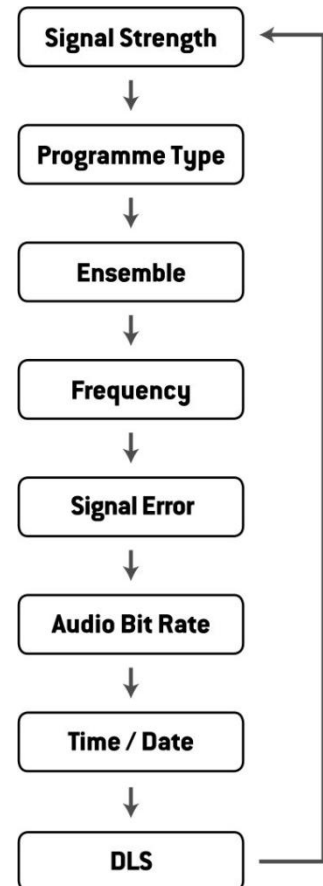 Signal Strength
Programme Type
Ensemble
Frequency
Signal Error
Audio Bit Rate
Time / Date
DLS